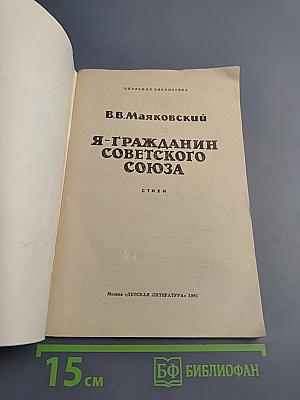 ШКОЛЬНАЯ БИБЛИОТЕКА
В.В.Маяковский
Я-ГРАЖДАНИН
СОВЕТСКОГО
СОЮЗА
СТИХИ
Москва «ДЕТСКАЯ ЛИТЕРАТУРА» 1981
15 см
БФ БИБЛИОФАН